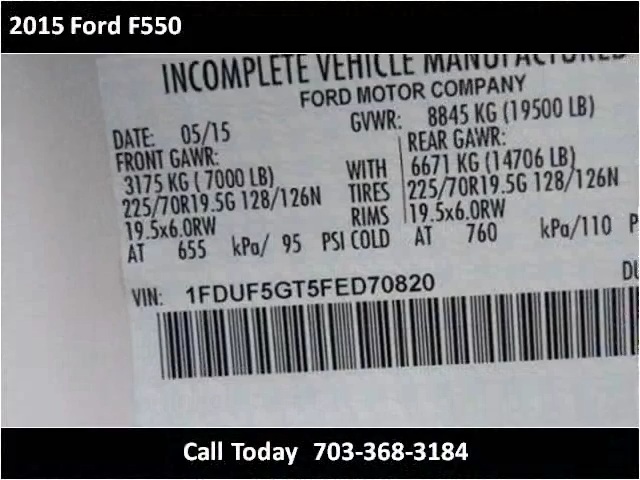 2015 Ford F550
INCOMPLETE VEHICLE MANUFACTURED
FORD MOTOR COMPANY
DATE: 05/15 GVWR: 8845 KG (19500 LB)
FRONT GAWR: REAR GAWR:
3175 KG ( 7000 LB) WITH 6671 KG (14706 LB)
225/70R19.5G 128/126N TIRES 225/70R19.5G 128/126N
19.5x6.0RW RIMS 19.5x6.0RW
AT 655 kPa/ 95 PSI COLD AT 760 kPa/110 P
VIN: 1FDUF5GT5FED70820 DU
Call Today 703-368-3184